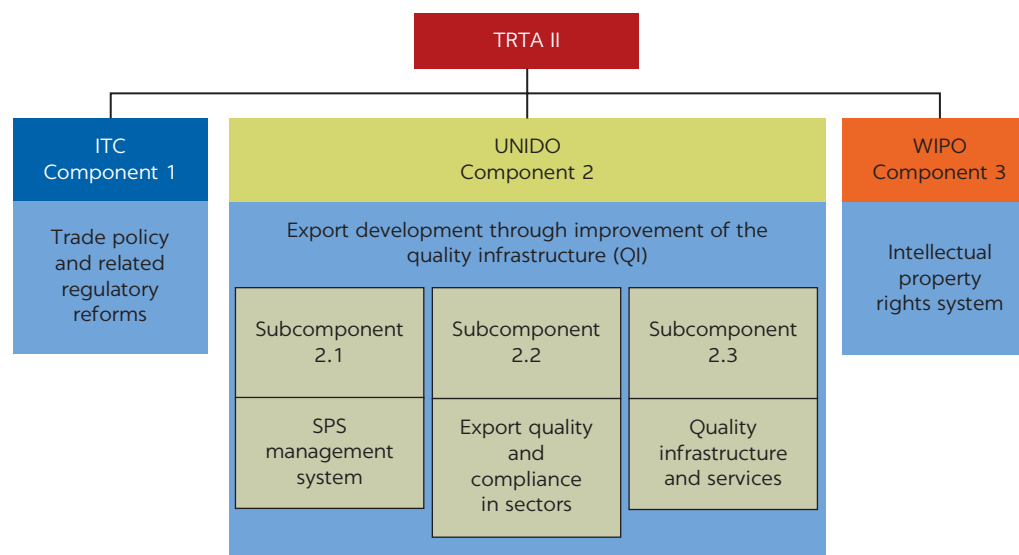 TRTA II
ITC
Component 1
Trade policy
and related
regulatory
reforms
UNIDO
Component 2
Export development through improvement of the
quality infrastructure (QI)
Subcomponent
2.1
SPS
management
system
Subcomponent
2.2
Export quality
and
compliance
in sectors
Subcomponent
2.3
Quality
infrastructure
and services
WIPO
Component 3
Intellectual
property
rights system